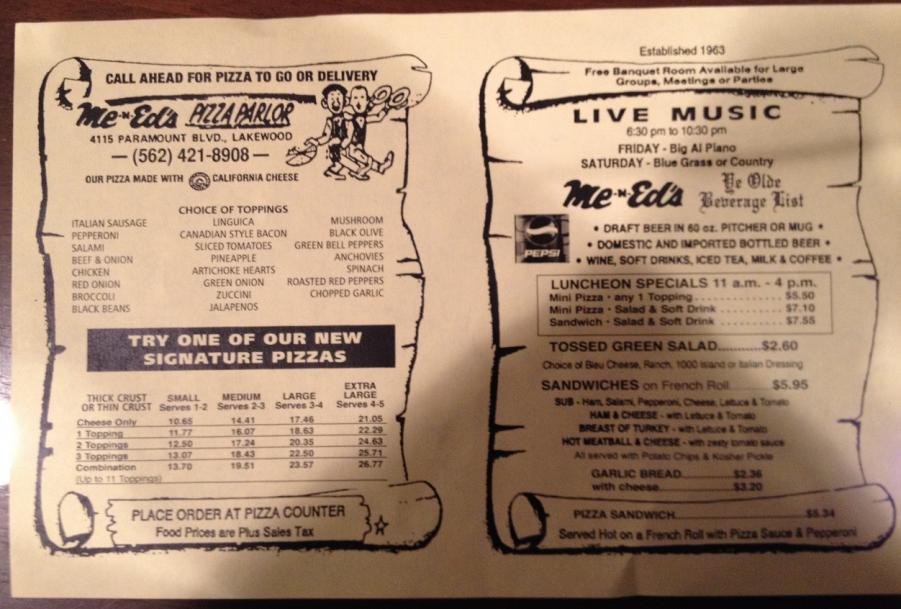 CALL AHEAD FOR PIZZA TO GO OR DELIVERY
Me-N-Ed's PIZZA PARLOR
4115 PARAMOUNT BLVD., LAKEWOOD
— (562) 421-8908 —
OUR PIZZA MADE WITH CALIFORNIA CHEESE
CHOICE OF TOPPINGS
ITALIAN SAUSAGE
PEPPERONI
SALAMI
BEEF & ONION
CHICKEN
RED ONION
BROCCOLI
BLACK BEANS
LINGUICA
CANADIAN STYLE BACON
SLICED TOMATOES
PINEAPPLE
ARTICHOKE HEARTS
GREEN ONION
ZUCCINI
JALAPENOS
MUSHROOM
BLACK OLIVE
GREEN BELL PEPPERS
ANCHOVIES
SPINACH
ROASTED RED PEPPERS
CHOPPED GARLIC
TRY ONE OF OUR NEW
SIGNATURE PIZZAS
THICK CRUST OR THIN CRUST SMALL Serves 1-2 MEDIUM Serves 2-3 LARGE Serves 3-4 EXTRA LARGE Serves 4-5
Cheese Only 10.65 14.41 17.46 21.05
1 Topping 11.77 16.07 18.63 22.29
2 Toppings 12.50 17.24 20.35 24.63
3 Toppings 13.07 18.43 22.50 25.71
Combination 13.70 19.51 23.57 26.77
(Up to 11 Toppings)
PLACE ORDER AT PIZZA COUNTER
Food Prices are Plus Sales Tax
Established 1963
Free Banquet Room Available for Large
Groups, Meetings or Parties
LIVE MUSIC
6:30 pm to 10:30 pm
FRIDAY - Big Al Piano
SATURDAY - Blue Grass or Country
Me-N-Ed's Ye Olde
Beverage List
PEPSI
• DRAFT BEER IN 60 oz. PITCHER OR MUG •
• DOMESTIC AND IMPORTED BOTTLED BEER •
• WINE, SOFT DRINKS, ICED TEA, MILK & COFFEE •
LUNCHEON SPECIALS 11 a.m. - 4 p.m.
Mini Pizza • any 1 Topping ............ $5.50
Mini Pizza • Salad & Soft Drink .......... $7.10
Sandwich • Salad & Soft Drink .......... $7.55
TOSSED GREEN SALAD..........$2.60
Choice of Bleu Cheese, Ranch, 1000 Island or Italian Dressing
SANDWICHES on French Roll..........$5.95
SUB - Ham, Salami, Pepperoni, Cheese, Lettuce & Tomato
HAM & CHEESE - with Lettuce & Tomato
BREAST OF TURKEY - with Lettuce & Tomato
HOT MEATBALL & CHEESE - with zesty tomato sauce
All served with Potato Chips & Kosher Pickle
GARLIC BREAD..............$2.36
with cheese..............$3.20
PIZZA SANDWICH..............$5.34
Served Hot on a French Roll with Pizza Sauce & Pepperoni